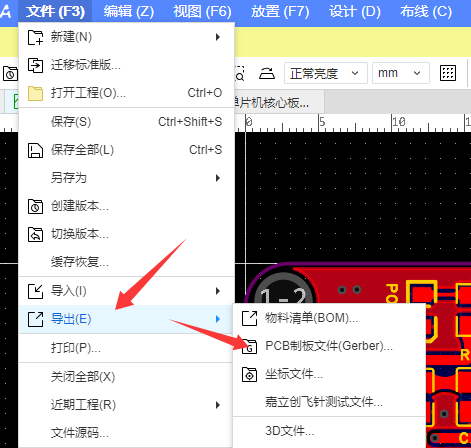 文件 (F3) 编辑 (Z) 视图 (F6) 放置 (F7) 设计 (D) 布线 (C)
新建(N)
迁移标准版...
正常亮度 mm
打开工程(O)... Ctrl+O
片机核心板...
保存(S) Ctrl+Shift+S
0 5 10
保存全部(L) Ctrl+S
另存为
创建版本...
切换版本...
缓存恢复...
导入(I)
1-2
PO
导出(E)
物料清单(BOM)...
打印(P)...
PCB制板文件(Gerber)...
R
关闭全部(X)
坐标文件...
近期工程(R)
嘉立创飞针测试文件...
文件源码...
3D文件...
C